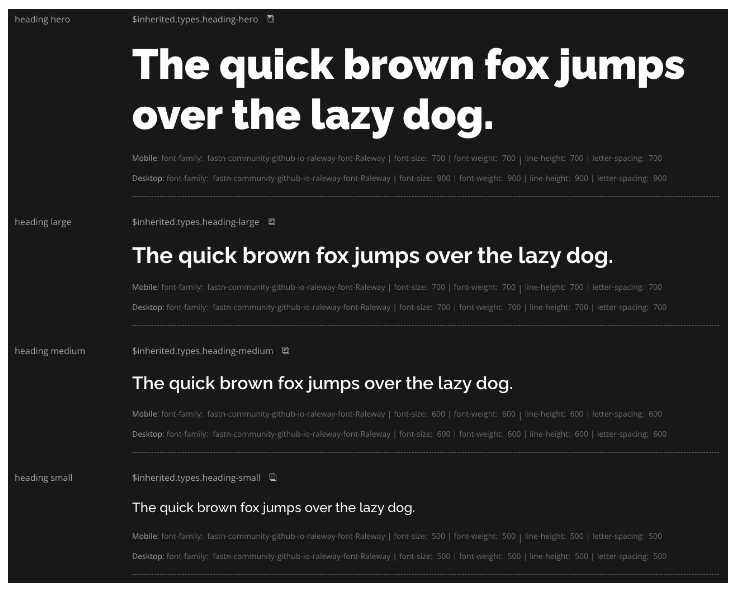 heading hero
$inherited.types.heading-hero
The quick brown fox jumps
over the lazy dog.
Mobile: font-family: fastn-community-github-io-raleway-font-Raleway | font-size: 700 | font-weight: 700 | line-height: 700 | letter-spacing: 700
Desktop: font-family: fastn-community-github-io-raleway-font-Raleway | font-size: 900 | font-weight: 900 | line-height: 900 | letter-spacing: 900
heading large
$inherited.types.heading-large
The quick brown fox jumps over the lazy dog.
Mobile: font-family: fastn-community-github-io-raleway-font-Raleway | font-size: 700 | font-weight: 700 | line-height: 700 | letter-spacing: 700
Desktop: font-family: fastn-community-github-io-raleway-font-Raleway | font-size: 700 | font-weight: 700 | line-height: 700 | letter-spacing: 700
heading medium
$inherited.types.heading-medium
The quick brown fox jumps over the lazy dog.
Mobile: font-family: fastn-community-github-io-raleway-font-Raleway | font-size: 600 | font-weight: 600 | line-height: 600 | letter-spacing: 600
Desktop: font-family: fastn-community-github-io-raleway-font-Raleway | font-size: 600 | font-weight: 600 | line-height: 600 | letter-spacing: 600
heading small
$inherited.types.heading-small
The quick brown fox jumps over the lazy dog.
Mobile: font-family: fastn-community-github-io-raleway-font-Raleway | font-size: 500 | font-weight: 500 | line-height: 500 | letter-spacing: 500
Desktop: font-family: fastn-community-github-io-raleway-font-Raleway | font-size: 500 | font-weight: 500 | line-height: 500 | letter-spacing: 500